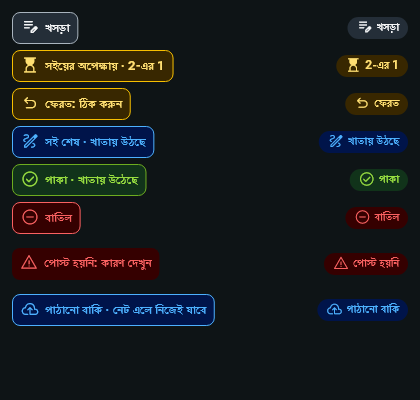 খসড়া
খসড়া
সইয়ের অপেক্ষায় · 2-এর 1
2-এর 1
ফেরত: ঠিক করুন
ফেরত
সই শেষ · খাতায় উঠছে
খাতায় উঠছে
পাকা · খাতায় উঠেছে
পাকা
বাতিল
বাতিল
পোস্ট হয়নি: কারণ দেখুন
পোস্ট হয়নি
পাঠানো বাকি · নেট এলে নিজেই যাবে
পাঠানো বাকি